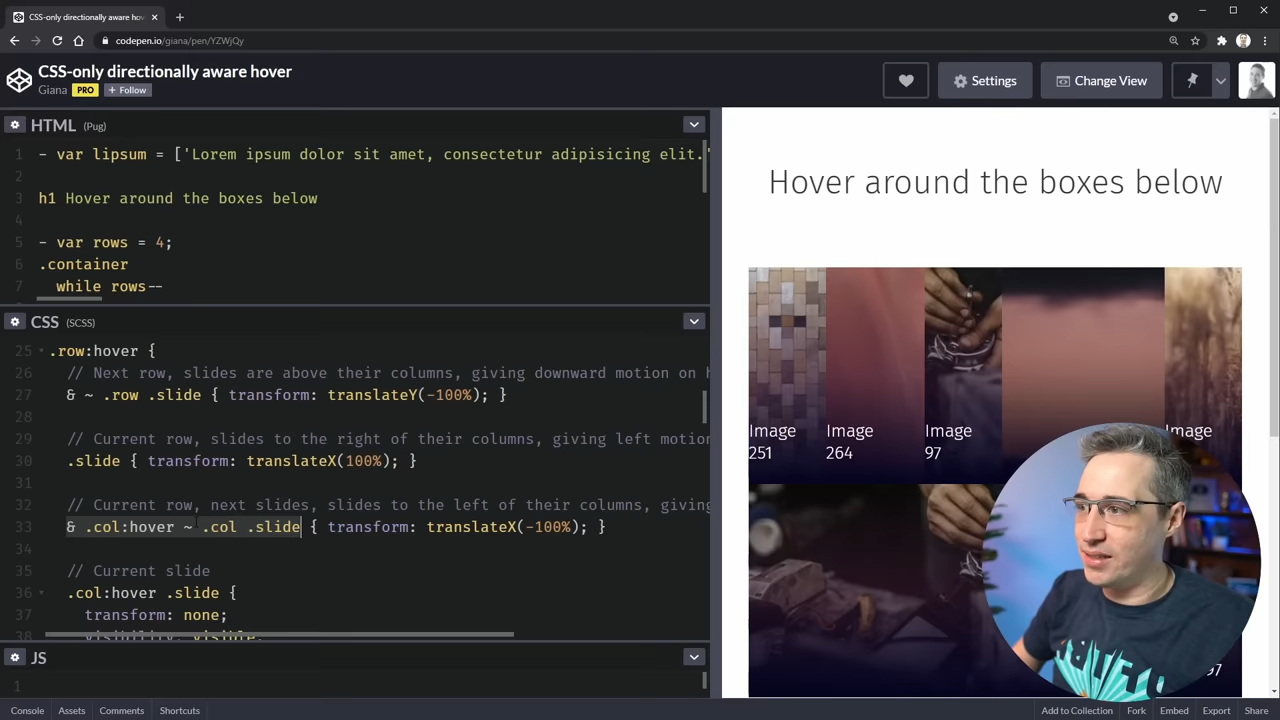 CSS-only directionally aware hov
codepen.io/giana/pen/YZWjQy
CSS-only directionally aware hover
Giana PRO + Follow
Settings
Change View
HTML (Pug)
1 - var lipsum = ['Lorem ipsum dolor sit amet, consectetur adipisicing elit.'
2
3 h1 Hover around the boxes below
4
5 - var rows = 4;
6 .container
7 while rows--
CSS (SCSS)
25 .row:hover {
26 // Next row, slides are above their columns, giving downward motion on h
27 & ~ .row .slide { transform: translateY(-100%); }
28
29 // Current row, slides to the right of their columns, giving left motion
30 .slide { transform: translateX(100%); }
31
32 // Current row, next slides, slides to the left of their columns, giving
33 & .col:hover ~ .col .slide { transform: translateX(-100%); }
34
35 // Current slide
36 .col:hover .slide {
37 transform: none;
38 visibility: visible;
JS
1
Hover around the boxes below
Image 251
Image 264
Image 97
Image
97
Console Assets Comments Shortcuts
Add to Collection Fork Embed Export Share